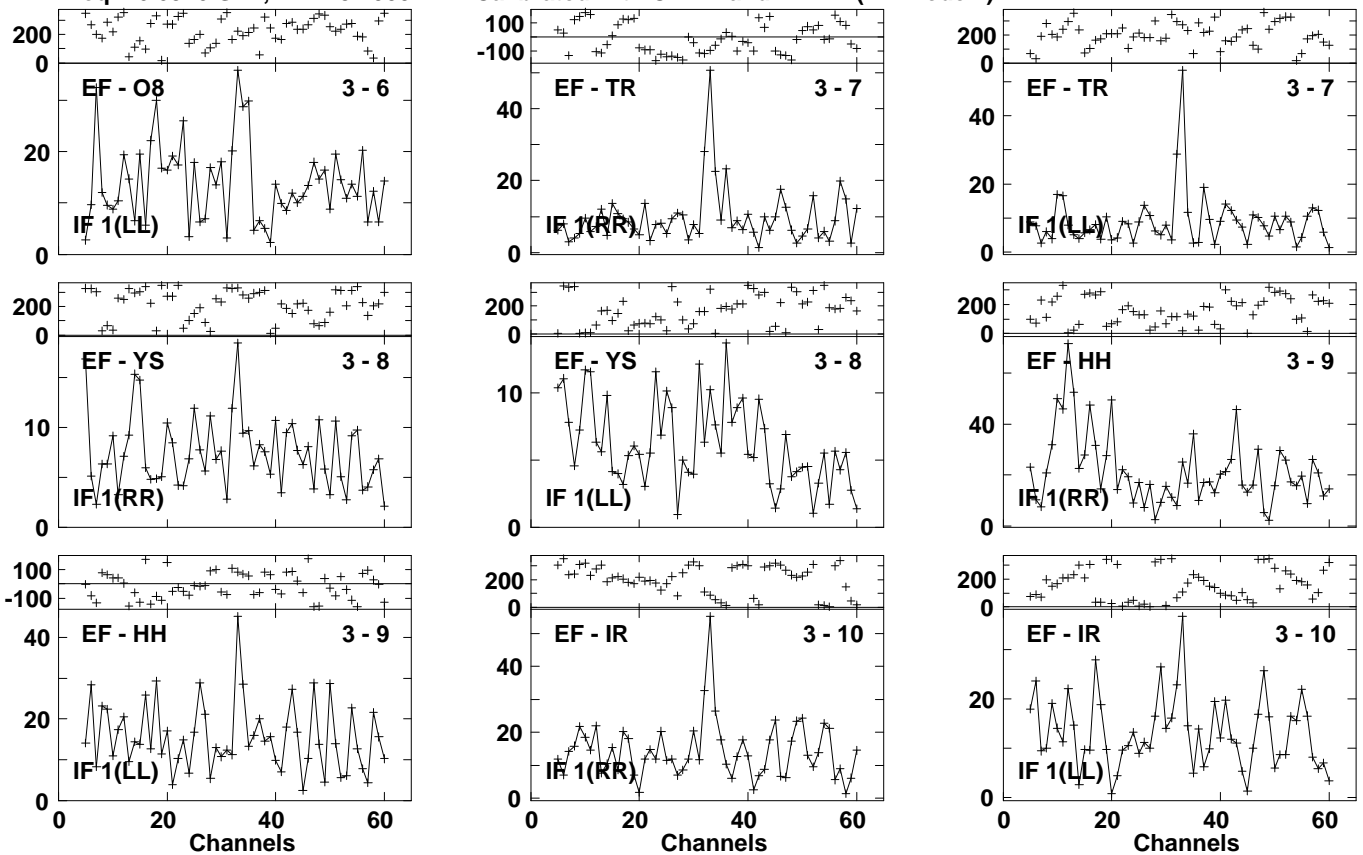 200
0
-100
100
200
0
EF - O8 3 - 6
20
0
IF 1(LL)
EF - TR 3 - 7
40
20
0
IF 1(RR)
EF - TR 3 - 7
40
20
0
IF 1(LL)
200
0
200
0
200
0
EF - YS 3 - 8
10
0
IF 1(RR)
EF - YS 3 - 8
10
0
IF 1(LL)
EF - HH 3 - 9
40
20
0
IF 1(RR)
100
-100
200
0
200
0
EF - HH 3 - 9
40
20
0
IF 1(LL)
EF - IR 3 - 10
40
20
0
IF 1(RR)
EF - IR 3 - 10
20
0
IF 1(LL)
0 20 40 60
0 20 40 60
0 20 40 60
Channels Channels Channels